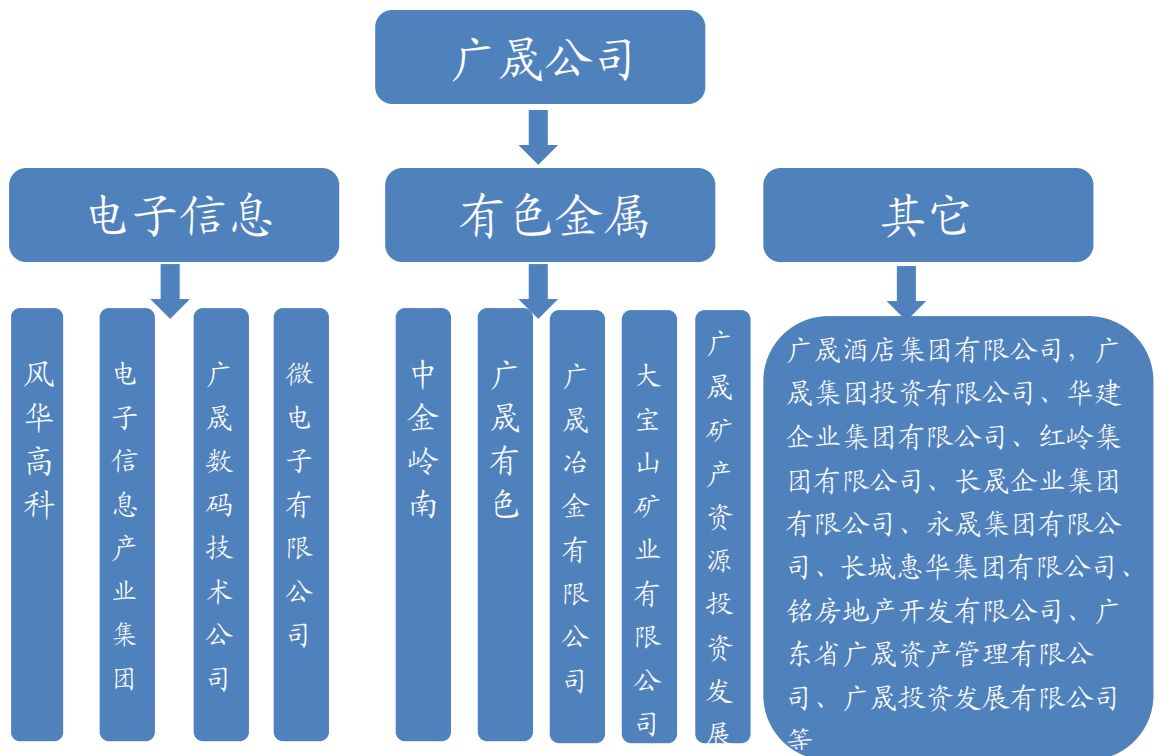 广晟公司
电子信息
有色金属
其它
风华高科
电子信息产业集团
广晟数码技术公司
微电子有限公司
中金岭南
广晟有色
广晟冶金有限公司
大宝山矿业有限公司
广晟矿产资源投资发展
广晟酒店集团有限公司，广
晟集团投资有限公司、华建
企业集团有限公司、红岭集
团有限公司、长晟企业集团
有限公司、永晟集团有限公
司、长城惠华集团有限公司、
铭房地产开发有限公司、广
东省广晟资产管理有限公
司、广晟投资发展有限公司
等